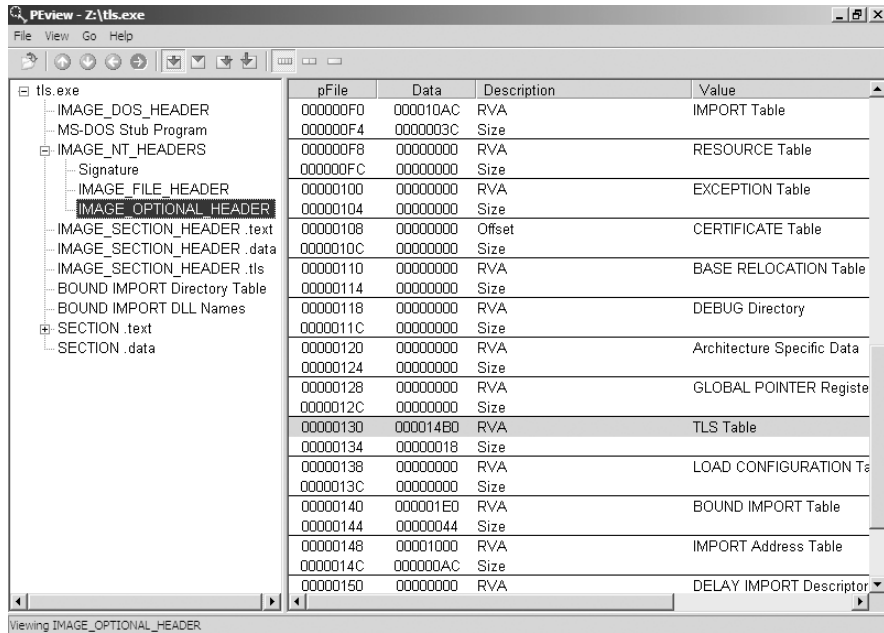 PEview - Z:\tls.exe
File View Go Help
tls.exe
IMAGE_DOS_HEADER
MS-DOS Stub Program
IMAGE_NT_HEADERS
Signature
IMAGE_FILE_HEADER
IMAGE_OPTIONAL_HEADER
IMAGE_SECTION_HEADER .text
IMAGE_SECTION_HEADER .data
IMAGE_SECTION_HEADER .tls
BOUND IMPORT Directory Table
BOUND IMPORT DLL Names
SECTION .text
SECTION .data
pFile Data Description Value
000000F0 000010AC RVA IMPORT Table
000000F4 0000003C Size
000000F8 00000000 RVA RESOURCE Table
000000FC 00000000 Size
00000100 00000000 RVA EXCEPTION Table
00000104 00000000 Size
00000108 00000000 Offset CERTIFICATE Table
0000010C 00000000 Size
00000110 00000000 RVA BASE RELOCATION Table
00000114 00000000 Size
00000118 00000000 RVA DEBUG Directory
0000011C 00000000 Size
00000120 00000000 RVA Architecture Specific Data
00000124 00000000 Size
00000128 00000000 RVA GLOBAL POINTER Registe
0000012C 00000000 Size
00000130 000014B0 RVA TLS Table
00000134 00000018 Size
00000138 00000000 RVA LOAD CONFIGURATION Ta
0000013C 00000000 Size
00000140 000001E0 RVA BOUND IMPORT Table
00000144 00000044 Size
00000148 00001000 RVA IMPORT Address Table
0000014C 000000AC Size
00000150 00000000 RVA DELAY IMPORT Descriptor
Viewing IMAGE_OPTIONAL_HEADER